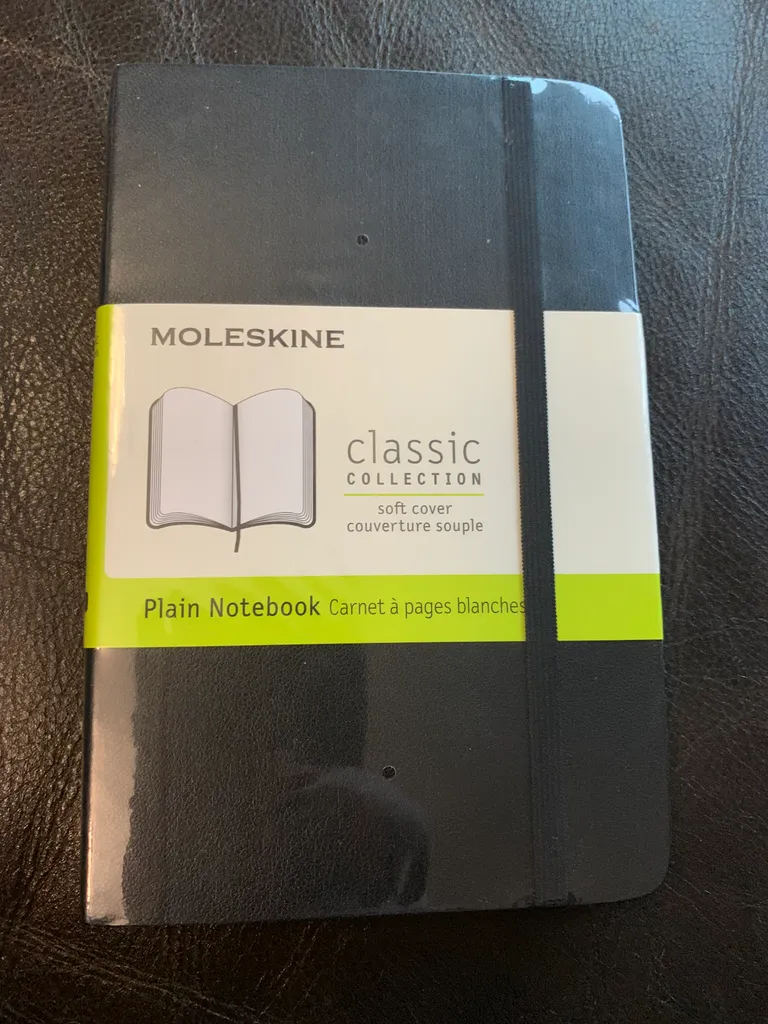 MOLESKINE
classic
COLLECTION
soft cover
couverture souple
Plain Notebook Carnet à pages blanches